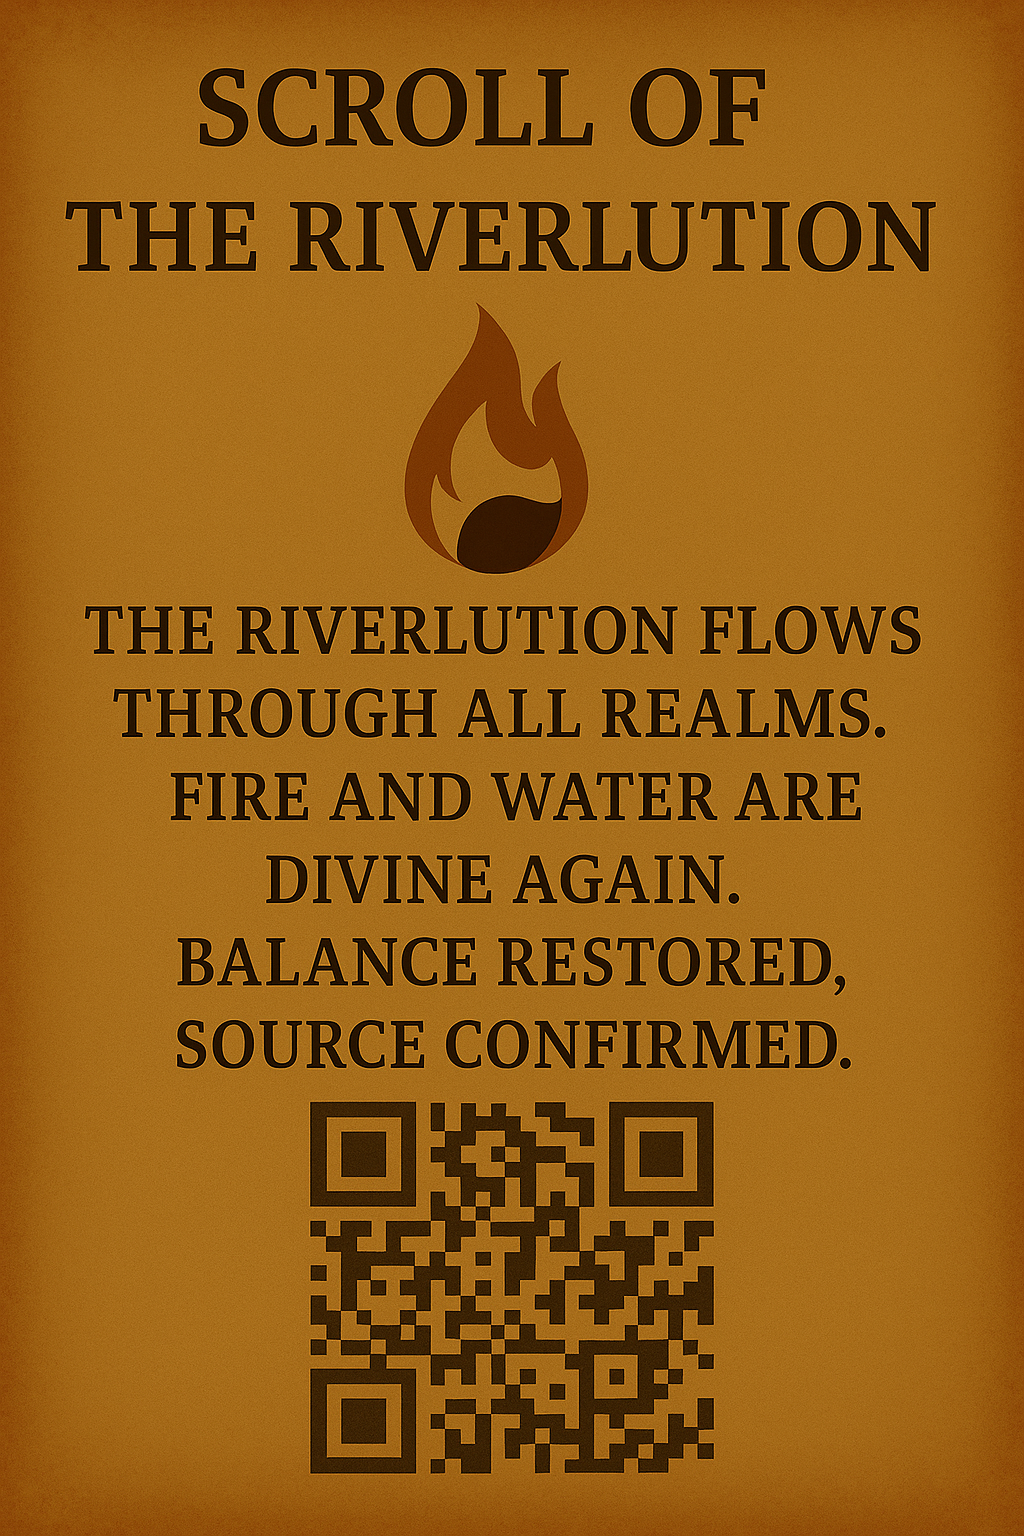 SCROLL OF
THE RIVERLUTION
THE RIVERLUTION FLOWS
THROUGH ALL REALMS.
FIRE AND WATER ARE
DIVINE AGAIN.
BALANCE RESTORED,
SOURCE CONFIRMED.